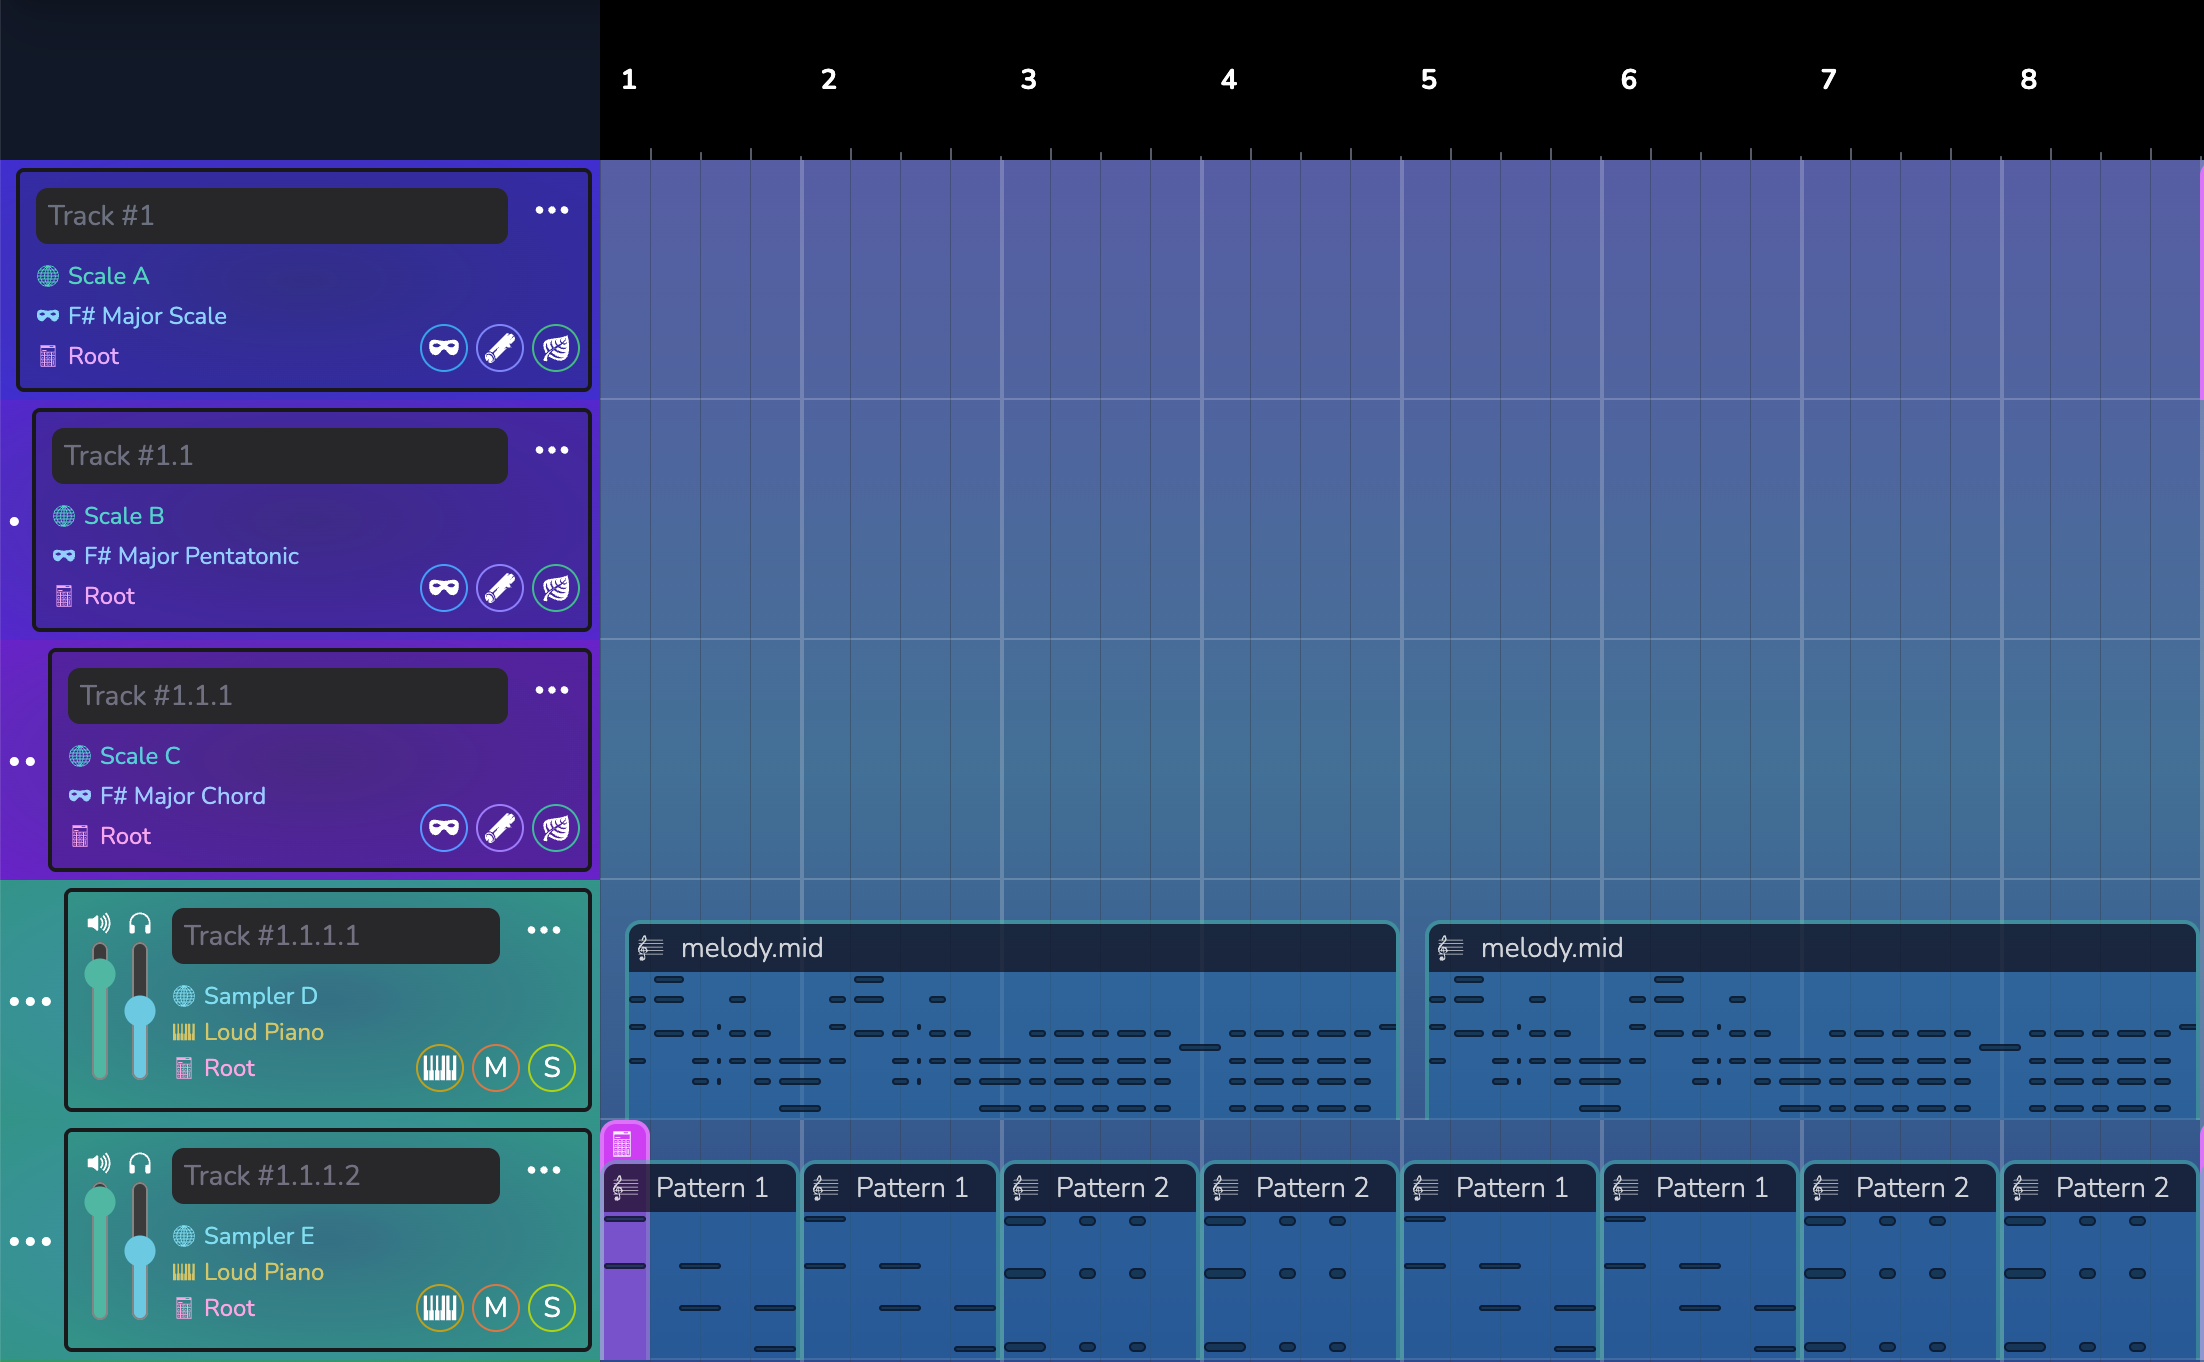 1 2 3 4 5 6 7 8
Track #1
Scale A
F# Major Scale
Root
Track #1.1
Scale B
F# Major Pentatonic
Root
Track #1.1.1
Scale C
F# Major Chord
Root
Track #1.1.1.1
Sampler D
Loud Piano
Root
M S
melody.mid melody.mid
Track #1.1.1.2
Sampler E
Loud Piano
Root
M S
Pattern 1 Pattern 1 Pattern 2 Pattern 2 Pattern 1 Pattern 1 Pattern 2 Pattern 2